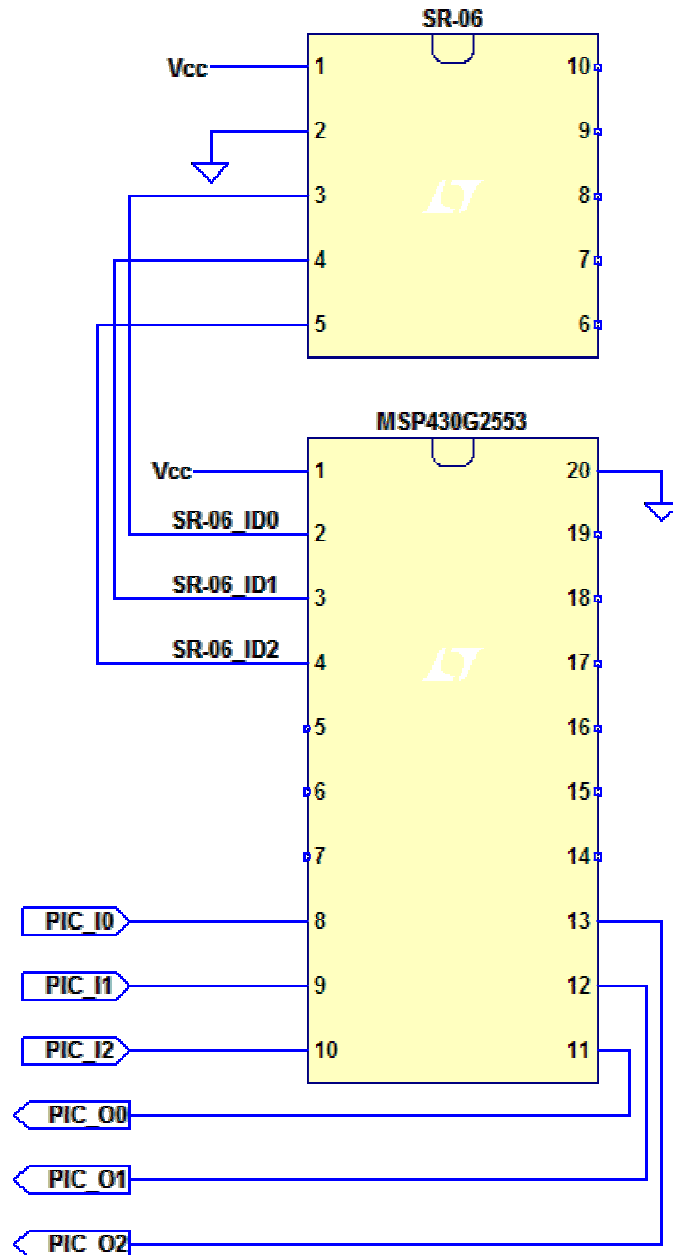 SR-06
Vcc 1 10
2 9
3 8
4 7
5 6
MSP430G2553
Vcc 1 20
SR-06_ID0 2 19
SR-06_ID1 3 18
SR-06_ID2 4 17
5 16
6 15
7 14
PIC_I0 8 13
PIC_I1 9 12
PIC_I2 10 11
PIC_O0
PIC_O1
PIC_O2